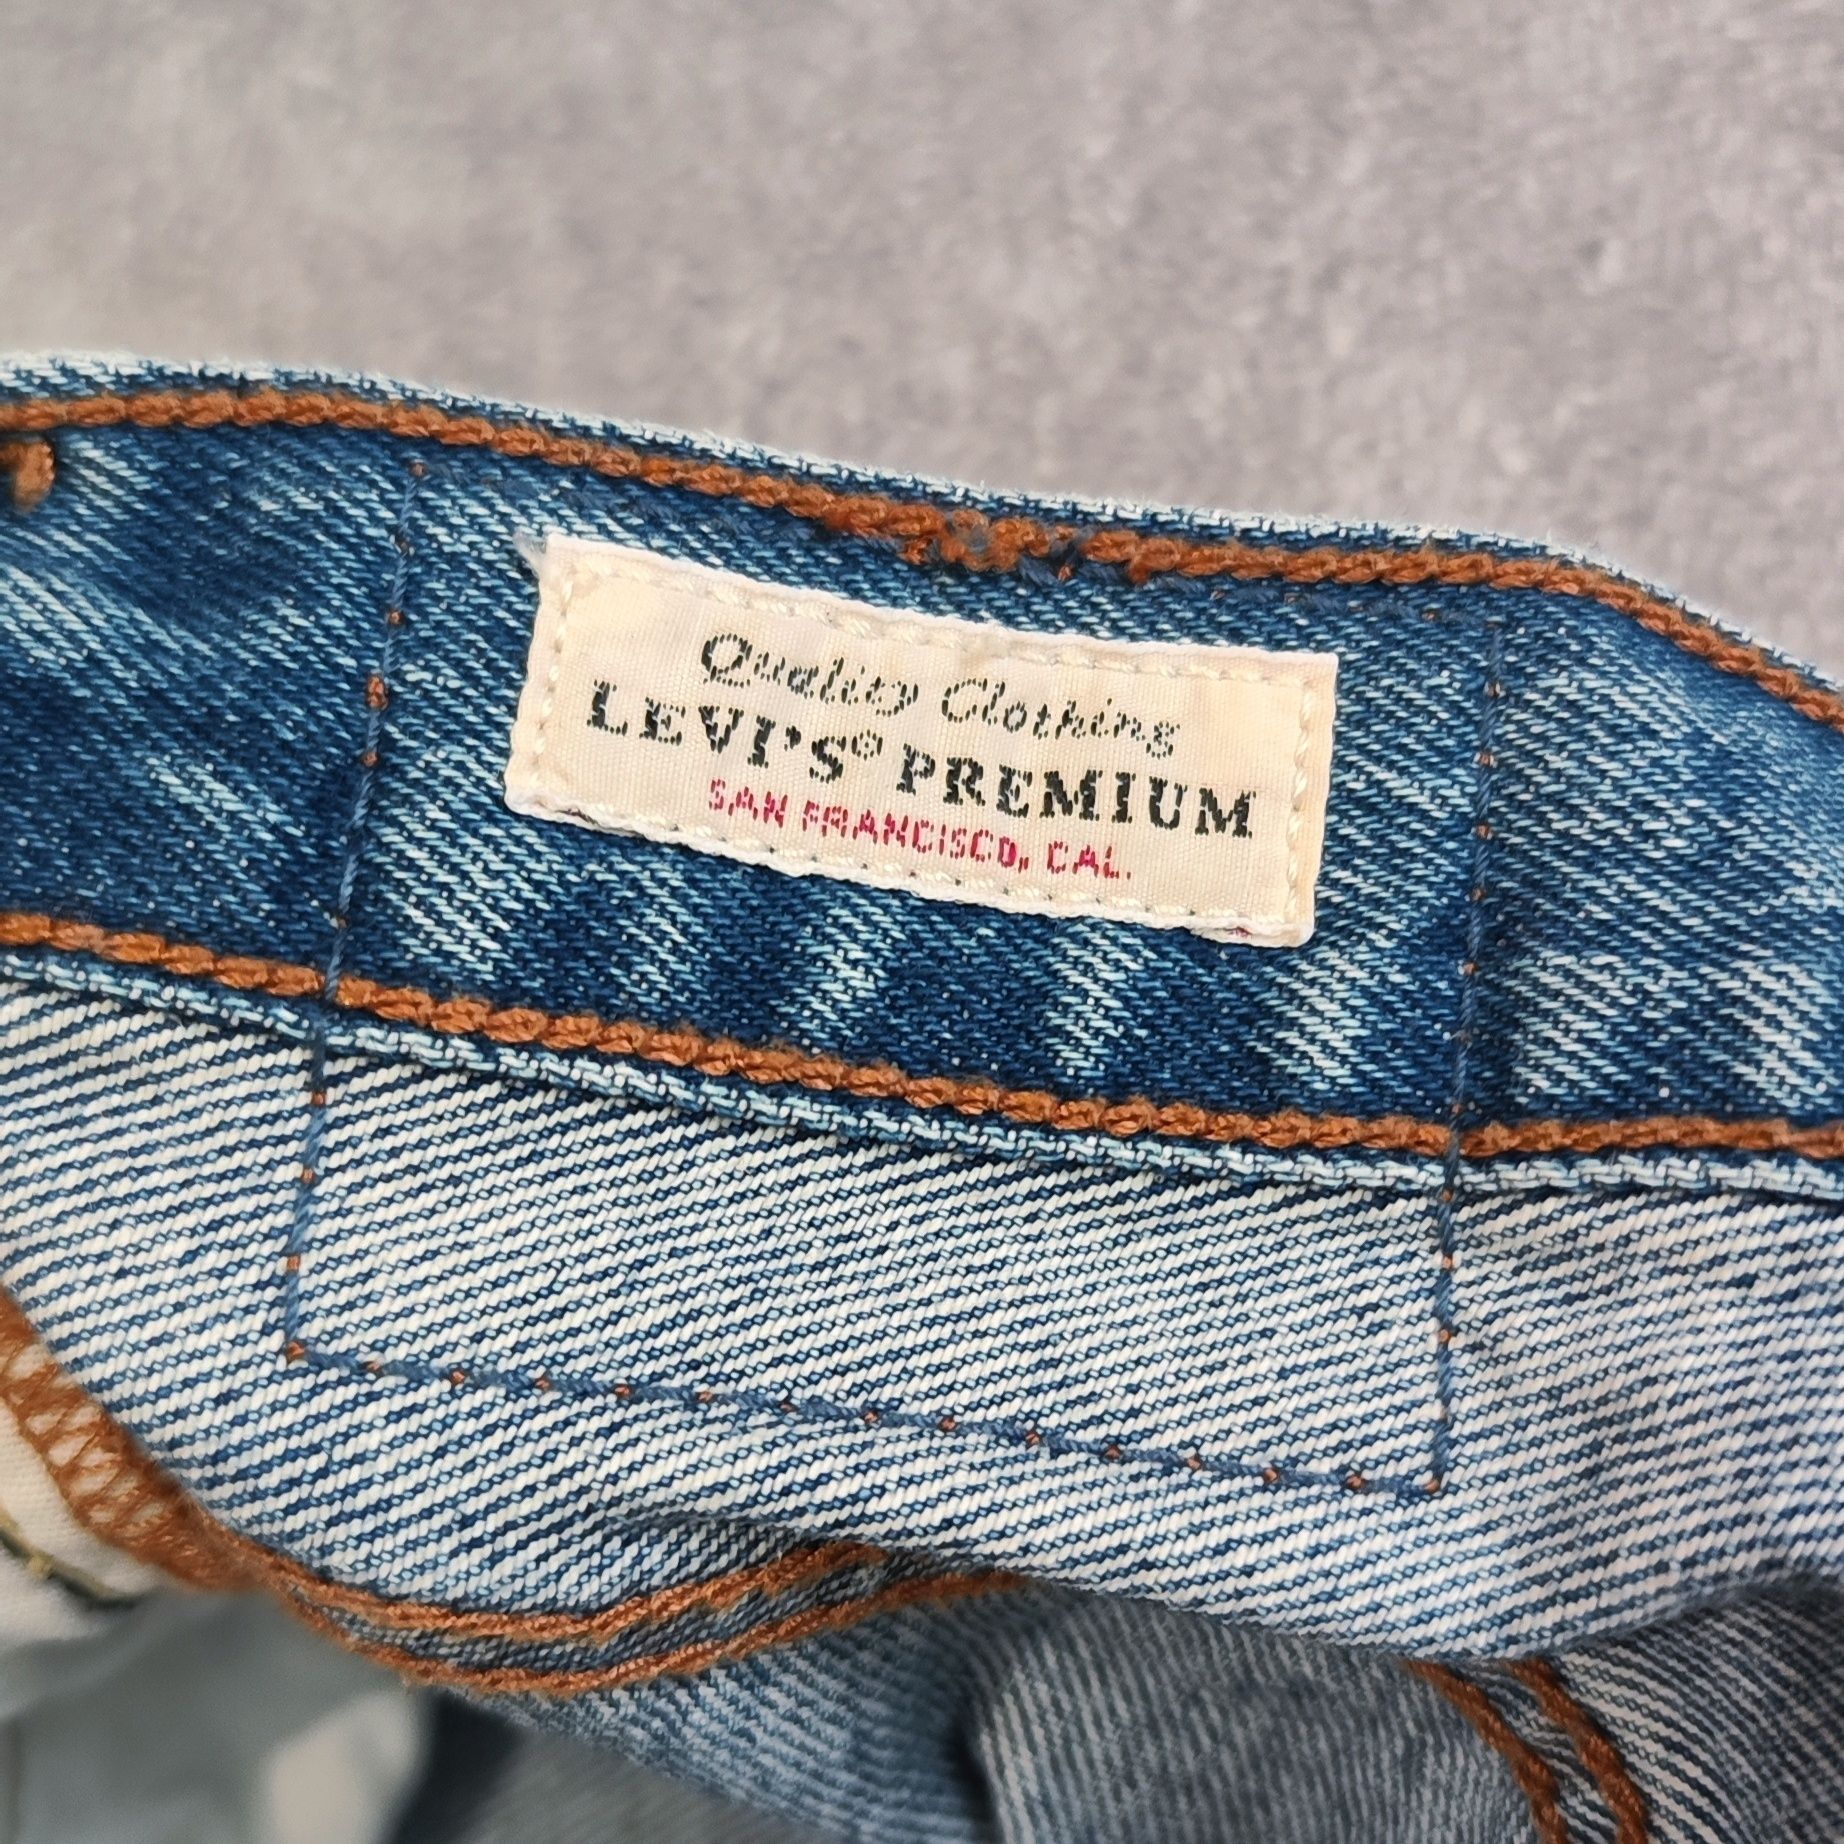 Quality Clothing
LEVI'S® PREMIUM
SAN FRANCISCO, CAL.